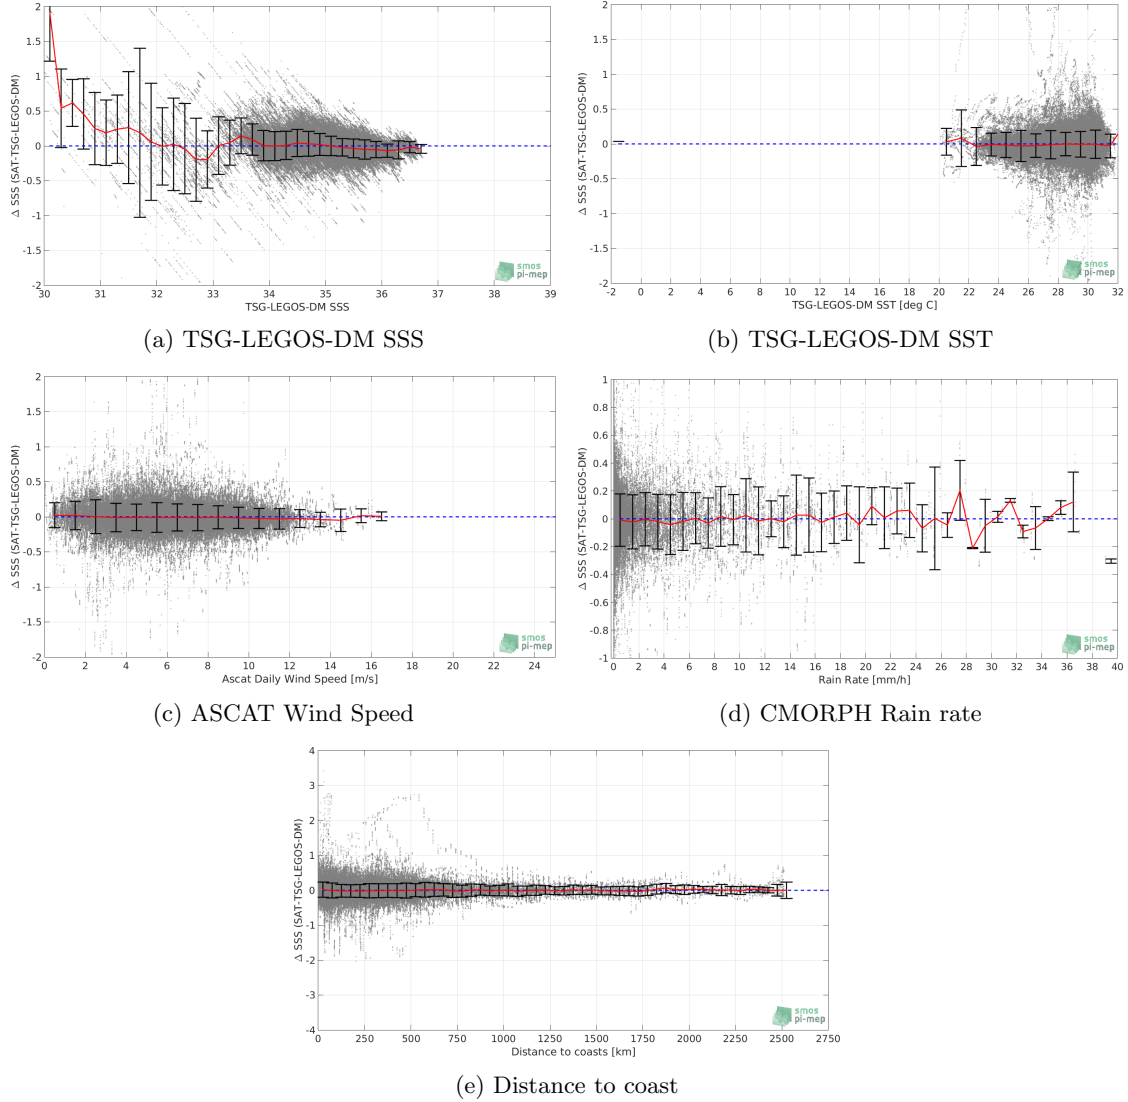 2
1.5
1
0.5
0
-0.5
-1
-1.5
-2
Δ SSS (SAT-TSG-LEGOS-DM)
30 31 32 33 34 35 36 37 38 39
TSG-LEGOS-DM SSS
smos
pi-mep
(a) TSG-LEGOS-DM SSS
2
1.5
1
0.5
0
-0.5
-1
-1.5
-2
Δ SSS (SAT-TSG-LEGOS-DM)
-2 0 2 4 6 8 10 12 14 16 18 20 22 24 26 28 30 32
TSG-LEGOS-DM SST [deg C]
smos
pi-mep
(b) TSG-LEGOS-DM SST
2
1.5
1
0.5
0
-0.5
-1
-1.5
-2
Δ SSS (SAT-TSG-LEGOS-DM)
0 2 4 6 8 10 12 14 16 18 20 22 24
Ascat Daily Wind Speed [m/s]
smos
pi-mep
(c) ASCAT Wind Speed
1
0.8
0.6
0.4
0.2
0
-0.2
-0.4
-0.6
-0.8
-1
Δ SSS (SAT-TSG-LEGOS-DM)
0 2 4 6 8 10 12 14 16 18 20 22 24 26 28 30 32 34 36 38 40
Rain Rate [mm/h]
smos
pi-mep
(d) CMORPH Rain rate
4
3
2
1
0
-1
-2
-3
-4
Δ SSS (SAT-TSG-LEGOS-DM)
0 250 500 750 1000 1250 1500 1750 2000 2250 2500 2750
Distance to coasts [km]
smos
pi-mep
(e) Distance to coast